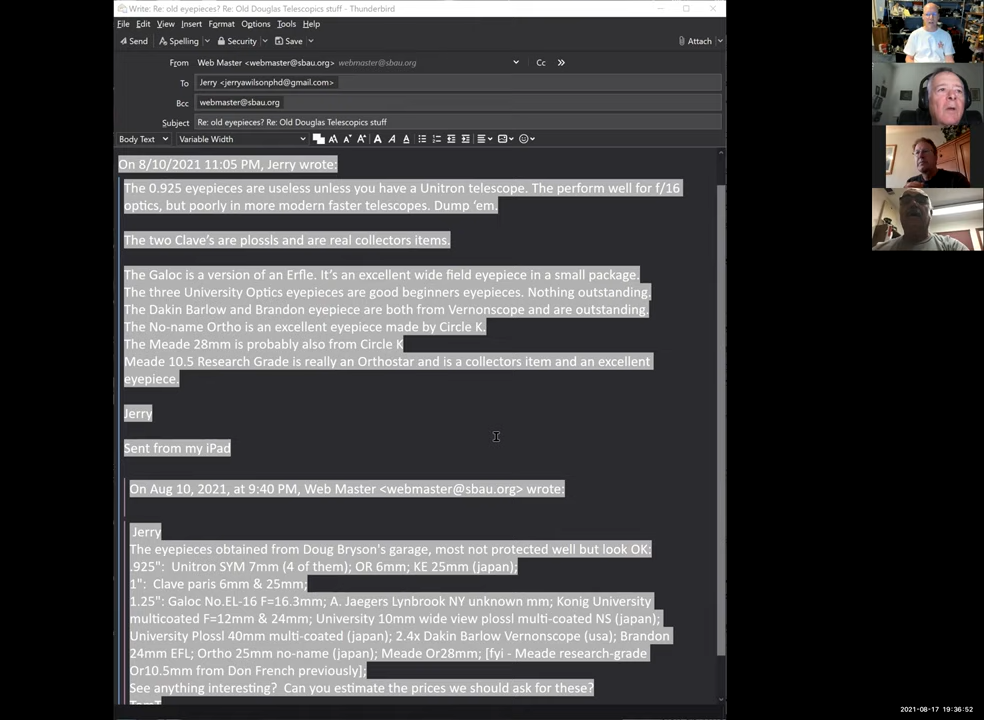 Write: Re: old eyepieces? Re: Old Douglas Telescopics stuff - Thunderbird
File Edit View Insert Format Options Tools Help
Send Spelling Security Save Attach
From Web Master <webmaster@sbau.org> webmaster@sbau.org Cc
To Jerry <jerryawilsonphd@gmail.com>
Bcc webmaster@sbau.org
Subject Re: old eyepieces? Re: Old Douglas Telescopics stuff
Body Text Variable Width
On 8/10/2021 11:05 PM, Jerry wrote:
The 0.925 eyepieces are useless unless you have a Unitron telescope. The perform well for f/16
optics, but poorly in more modern faster telescopes. Dump ‘em.
The two Clave’s are plossls and are real collectors items.
The Galoc is a version of an Erfle. It’s an excellent wide field eyepiece in a small package.
The three University Optics eyepieces are good beginners eyepieces. Nothing outstanding.
The Dakin Barlow and Brandon eyepiece are both from Vernonscope and are outstanding.
The No-name Ortho is an excellent eyepiece made by Circle K.
The Meade 28mm is probably also from Circle K
Meade 10.5 Research Grade is really an Orthostar and is a collectors item and an excellent
eyepiece.
Jerry
Sent from my iPad
On Aug 10, 2021, at 9:40 PM, Web Master <webmaster@sbau.org> wrote:
Jerry
The eyepieces obtained from Doug Bryson's garage, most not protected well but look OK:
.925": Unitron SYM 7mm (4 of them); OR 6mm; KE 25mm (japan);
1": Clave paris 6mm & 25mm;
1.25": Galoc No.EL-16 F=16.3mm; A. Jaegers Lynbrook NY unknown mm; Konig University
multicoated F=12mm & 24mm; University 10mm wide view plossl multi-coated NS (japan);
University Plossl 40mm multi-coated (japan); 2.4x Dakin Barlow Vernonscope (usa); Brandon
24mm EFL; Ortho 25mm no-name (japan); Meade Or28mm; [fyi - Meade research-grade
Or10.5mm from Don French previously];
See anything interesting? Can you estimate the prices we should ask for these?
TomT
2021-08-17 19:36:52